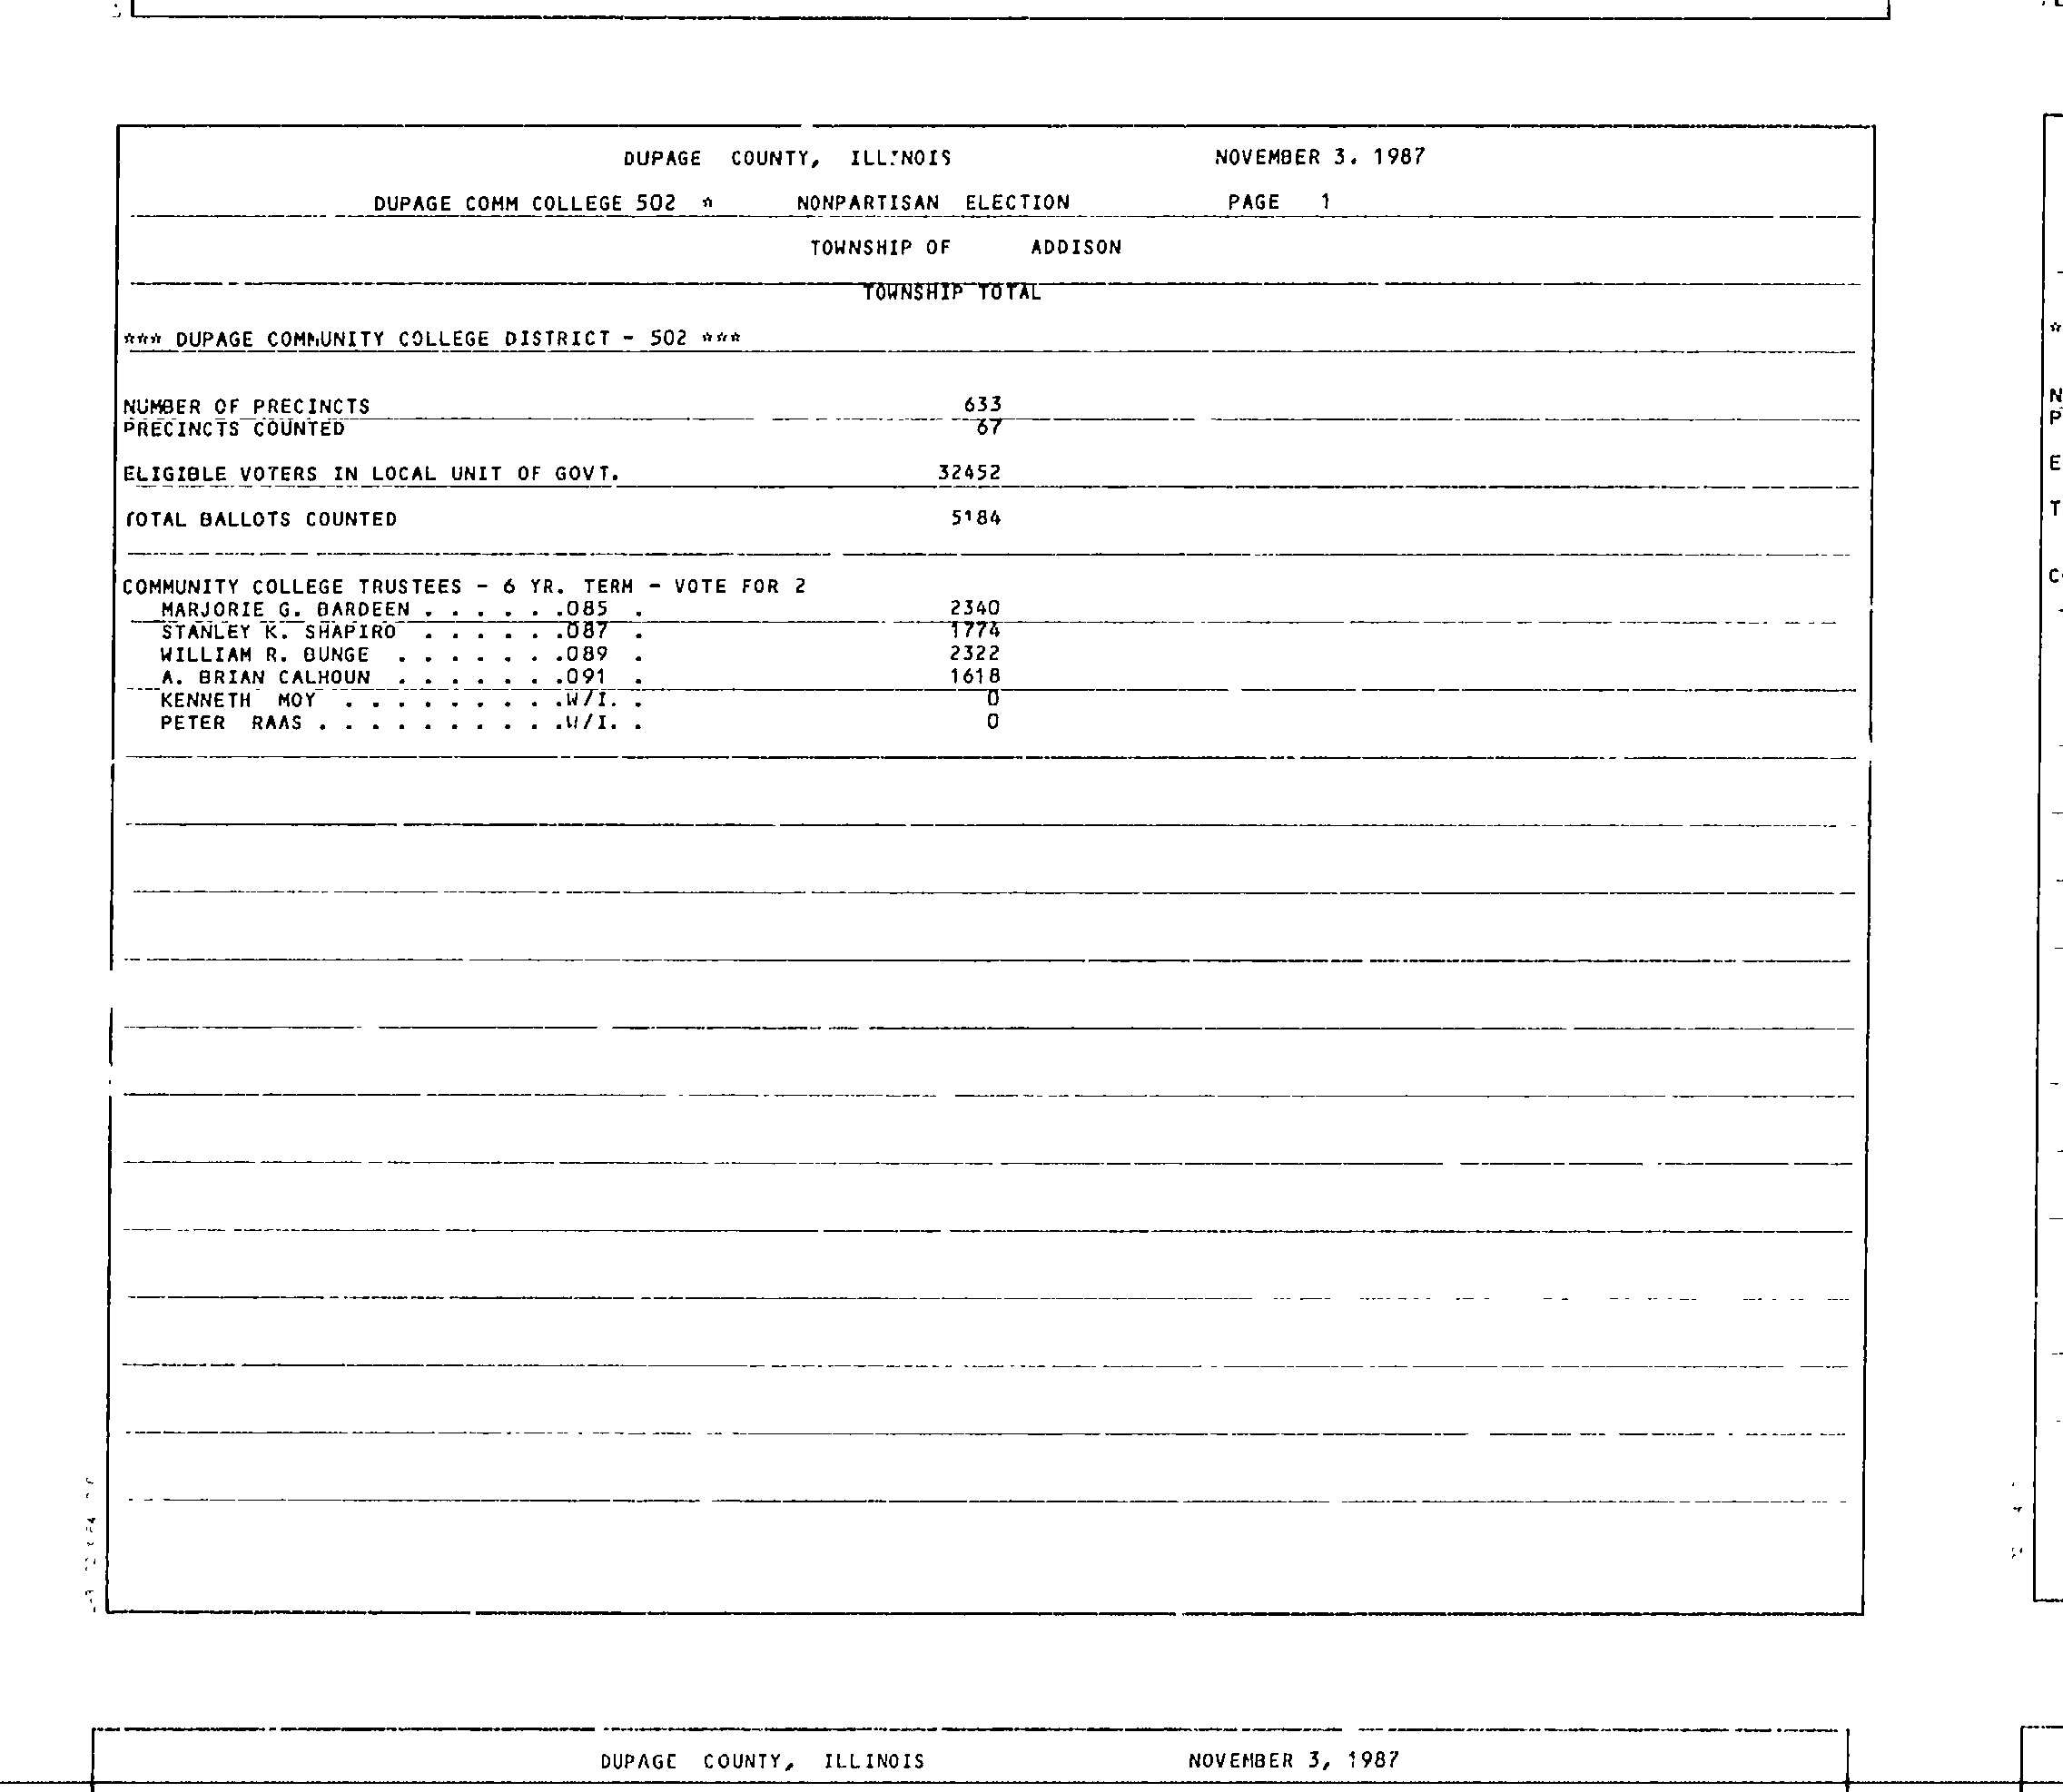 DUPAGE COUNTY, ILLINOIS NOVEMBER 3. 1987
DUPAGE COMM COLLEGE 502 * NONPARTISAN ELECTION PAGE 1
TOWNSHIP OF ADDISON
TOWNSHIP TOTAL
*** DUPAGE COMMUNITY COLLEGE DISTRICT - 502 ***
NUMBER OF PRECINCTS 633
PRECINCTS COUNTED 67
ELIGIBLE VOTERS IN LOCAL UNIT OF GOVT. 32452
TOTAL BALLOTS COUNTED 5184
COMMUNITY COLLEGE TRUSTEES - 6 YR. TERM - VOTE FOR 2
MARJORIE G. BARDEEN . . . . . .085 . 2340
STANLEY K. SHAPIRO . . . . . .087 . 1774
WILLIAM R. BUNGE . . . . . . .089 . 2322
A. BRIAN CALHOUN . . . . . . .091 . 1618
KENNETH MOY . . . . . . . . .W/I. . 0
PETER RAAS . . . . . . . . . .W/I. . 0
DUPAGE COUNTY, ILLINOIS NOVEMBER 3, 1987